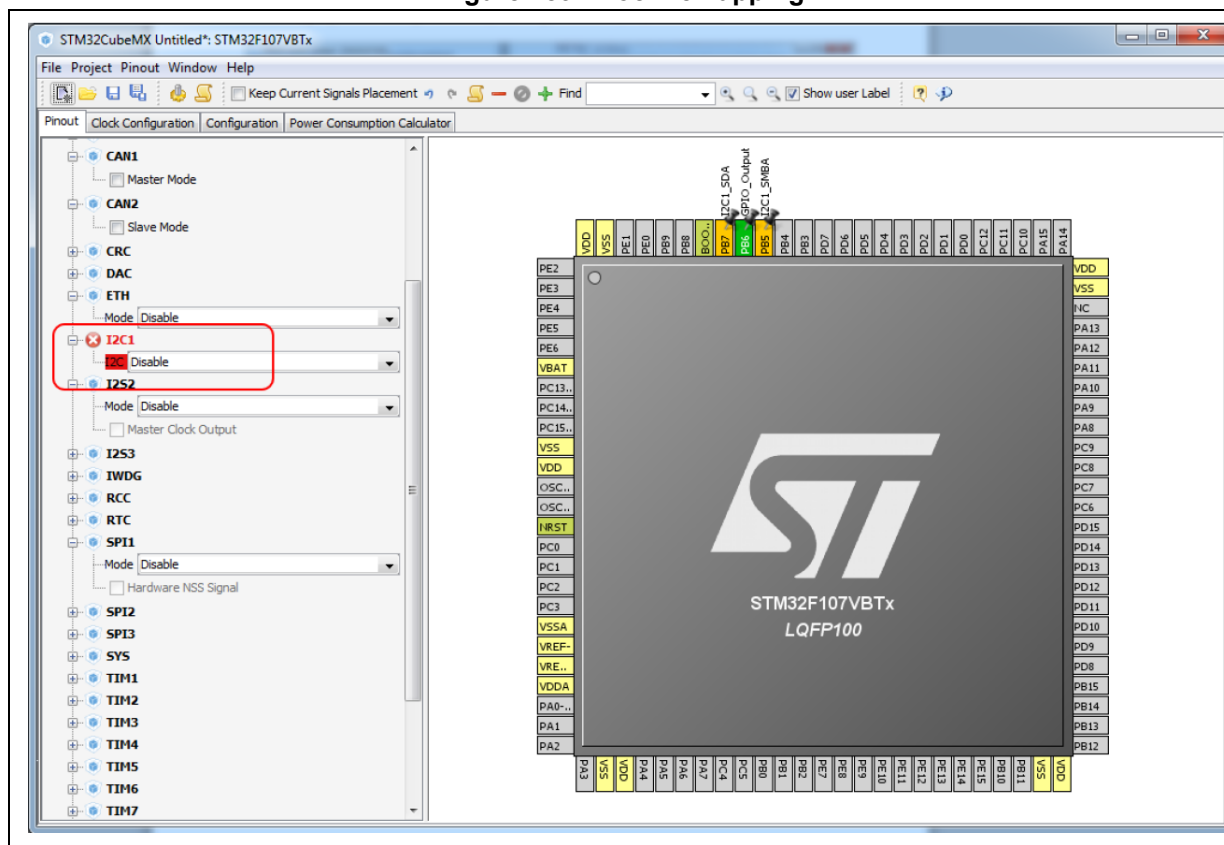 STM32CubeMX Untitled*: STM32F107VBTx
File Project Pinout Window Help
Keep Current Signals Placement
Find
Show user Label
Pinout
Clock Configuration
Configuration
Power Consumption Calculator
CAN1
Master Mode
CAN2
Slave Mode
CRC
DAC
ETH
Mode Disable
I2C1
I2C Disable
I2S2
Mode Disable
Master Clock Output
I2S3
IWDG
RCC
RTC
SPI1
Mode Disable
Hardware NSS Signal
SPI2
SPI3
SYS
TIM1
TIM2
TIM3
TIM4
TIM5
TIM6
TIM7
I2C1_SDA
GPIO_Output
I2C1_SMBA
VDD
VSS
PE1
PE0
PB9
PB8
BOO..
PB7
PB6
PB5
PB4
PB3
PD7
PD6
PD5
PD4
PD3
PD2
PD1
PD0
PC12
PC11
PC10
PA15
PA14
PE2
PE3
PE4
PE5
PE6
VBAT
PC13..
PC14..
PC15..
VSS
VDD
OSC..
OSC..
NRST
PC0
PC1
PC2
PC3
VSSA
VREF-
VRE..
VDDA
PA0-..
PA1
PA2
ST
STM32F107VBTx
LQFP100
VDD
VSS
NC
PA13
PA12
PA11
PA10
PA9
PA8
PC9
PC8
PC7
PC6
PD15
PD14
PD13
PD12
PD11
PD10
PD9
PD8
PB15
PB14
PB13
PB12
PA3
VSS
VDD
PA4
PA5
PA6
PA7
PC4
PC5
PB0
PB1
PB2
PE7
PE8
PE9
PE10
PE11
PE12
PE13
PE14
PE15
PB10
PB11
VSS
VDD